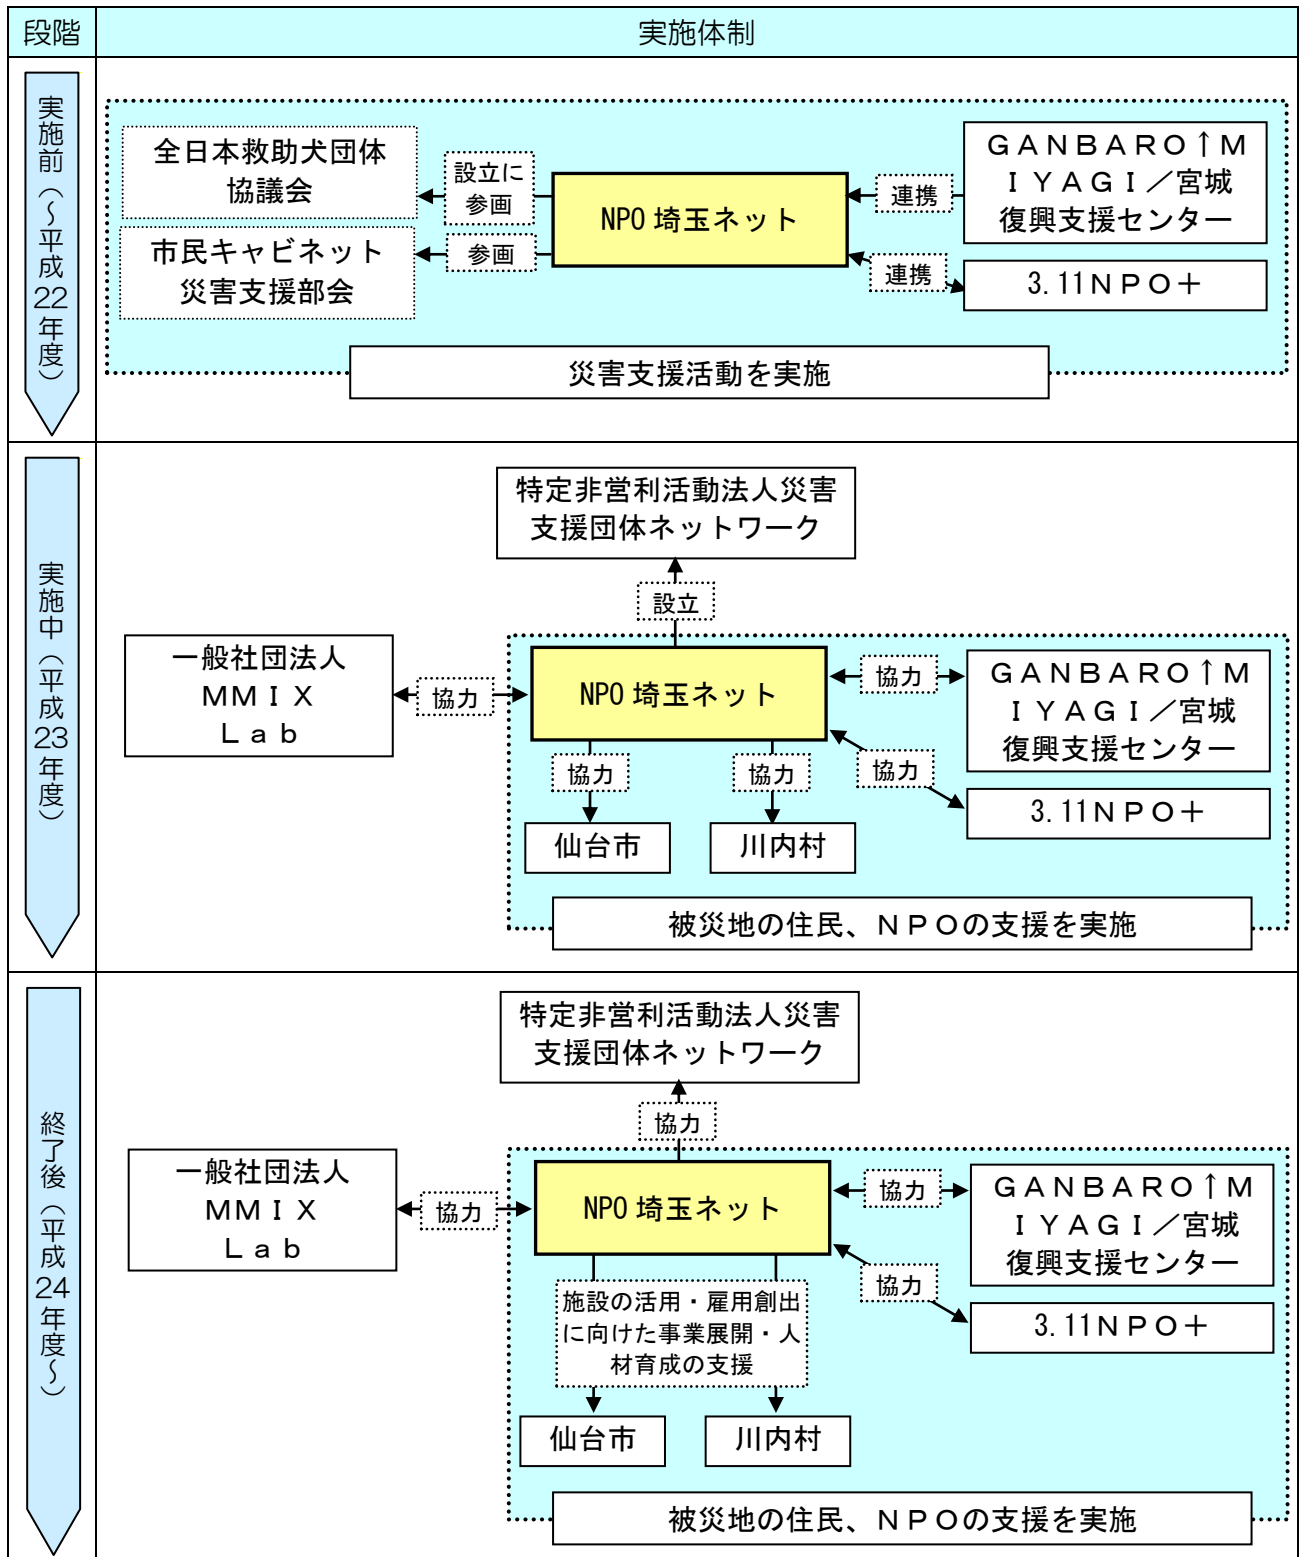 段階
実施体制
実施前（～平成22年度）
全日本救助犬団体
協議会
設立に
参画
NPO埼玉ネット
連携
ＧＡＮＢＡＲＯ↑Ｍ
ＩＹＡＧＩ／宮城
復興支援センター
市民キャビネット
災害支援部会
参画
連携
3.11ＮＰＯ＋
災害支援活動を実施
実施中（平成23年度）
特定非営利活動法人災害
支援団体ネットワーク
設立
一般社団法人
ＭＭＩＸ
Ｌａｂ
協力
NPO埼玉ネット
協力
ＧＡＮＢＡＲＯ↑Ｍ
ＩＹＡＧＩ／宮城
復興支援センター
協力
協力
協力
3.11ＮＰＯ＋
仙台市
川内村
被災地の住民、ＮＰＯの支援を実施
終了後（平成24年度～）
特定非営利活動法人災害
支援団体ネットワーク
協力
一般社団法人
ＭＭＩＸ
Ｌａｂ
協力
NPO埼玉ネット
協力
ＧＡＮＢＡＲＯ↑Ｍ
ＩＹＡＧＩ／宮城
復興支援センター
協力
3.11ＮＰＯ＋
施設の活用・雇用創出
に向けた事業展開・人
材育成の支援
仙台市
川内村
被災地の住民、ＮＰＯの支援を実施